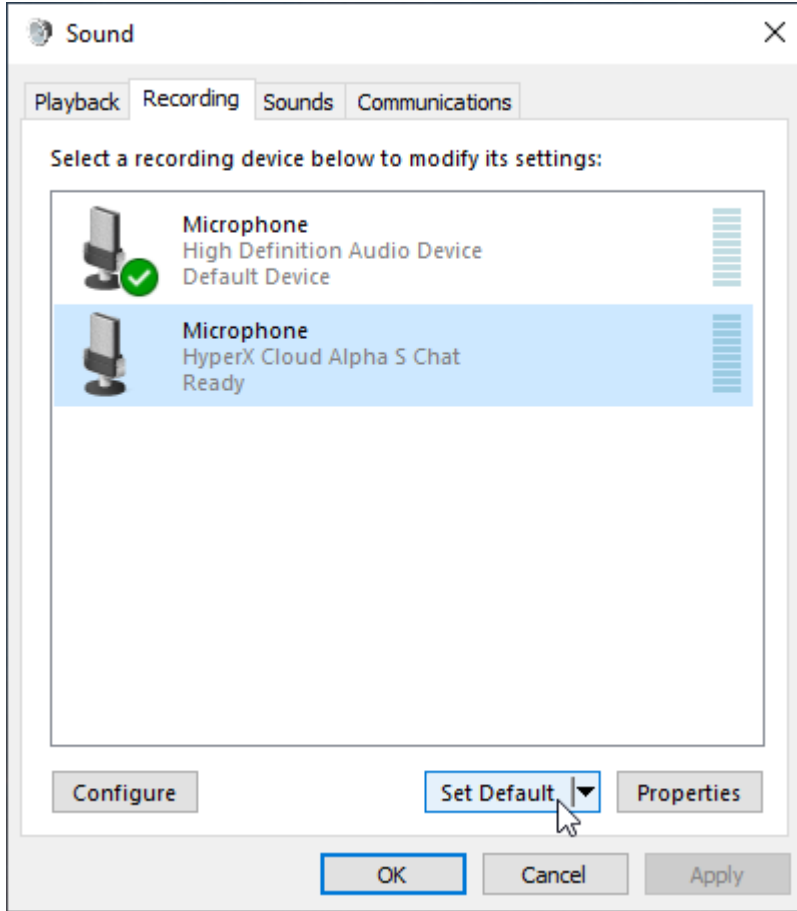 Sound
Playback Recording Sounds Communications
Select a recording device below to modify its settings:
Microphone
High Definition Audio Device
Default Device
Microphone
HyperX Cloud Alpha S Chat
Ready
Configure Set Default Properties
OK Cancel Apply